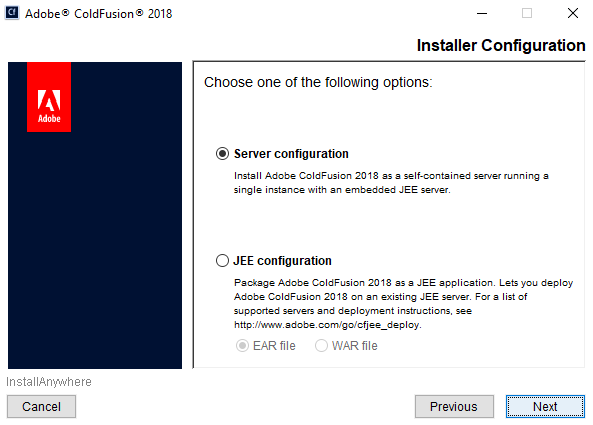 Cf Adobe® ColdFusion® 2018
Installer Configuration
Adobe
Choose one of the following options:
Server configuration
Install Adobe ColdFusion 2018 as a self-contained server running a
single instance with an embedded JEE server.
JEE configuration
Package Adobe ColdFusion 2018 as a JEE application. Lets you deploy
Adobe ColdFusion 2018 on an existing JEE server. For a list of
supported servers and deployment instructions, see
http://www.adobe.com/go/cfjee_deploy.
EAR file WAR file
InstallAnywhere
Cancel Previous Next